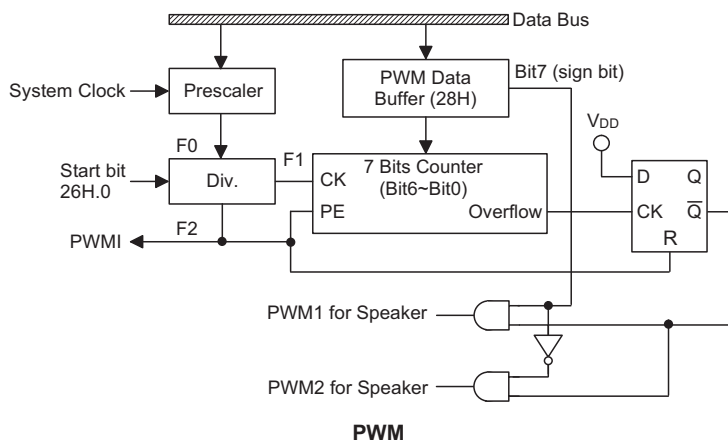 Data Bus
System Clock
Prescaler
PWM Data
Buffer (28H)
Bit7 (sign bit)
VDD
F0
F1
Start bit
26H.0
Div.
7 Bits Counter
(Bit6~Bit0)
CK
PE
Overflow
D
Q
CK
Q̅
R
F2
PWMI
PWM1 for Speaker
PWM2 for Speaker
PWM